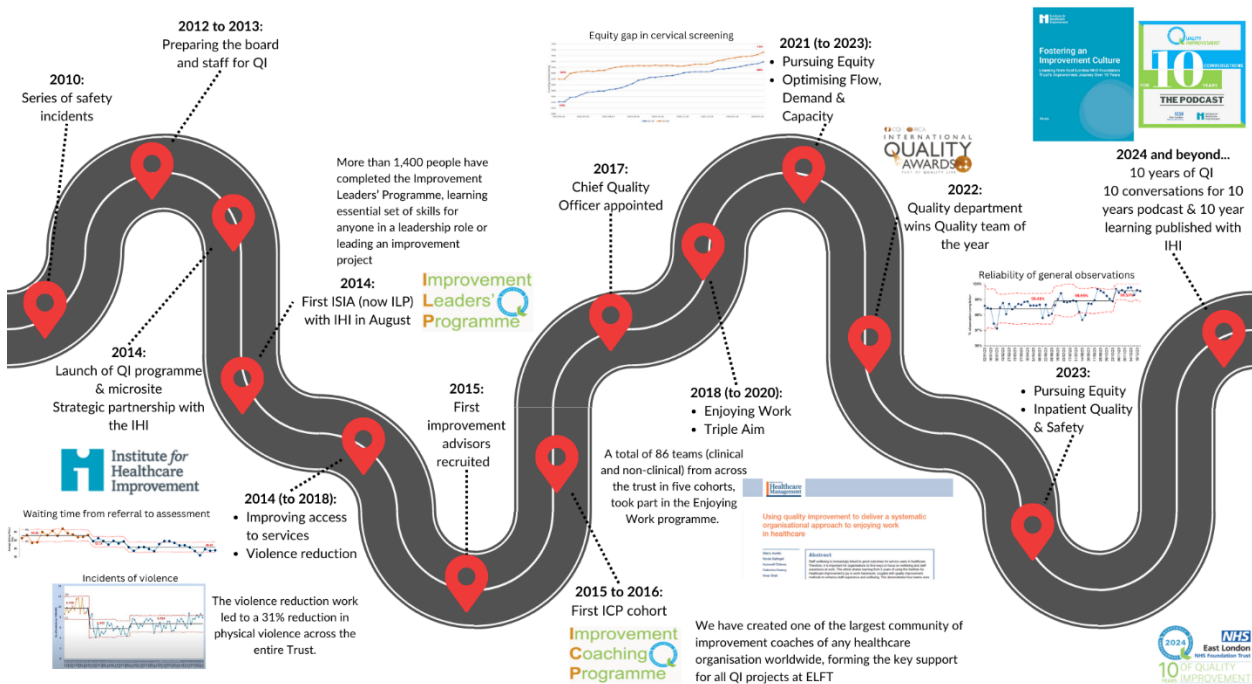 2010:
Series of safety
incidents
2012 to 2013:
Preparing the board
and staff for QI
2014:
Launch of QI programme
& microsite
Strategic partnership with
the IHI
Institute for
Healthcare
Improvement
More than 1,400 people have
completed the Improvement
Leaders' Programme, learning
essential set of skills for
anyone in a leadership role or
leading an improvement
project
2014:
First ISIA (now ILP)
with IHI in August
Improvement
Leaders'
Programme
2014 (to 2018):
• Improving access
to services
• Violence reduction
Waiting time from referral to assessment
Incidents of violence
The violence reduction work
led to a 31% reduction in
physical violence across the
entire Trust.
2015:
First
improvement
advisors
recruited
2015 to 2016:
First ICP cohort
Improvement
Coaching
Programme
We have created one of the largest community of
improvement coaches of any healthcare
organisation worldwide, forming the key support
for all QI projects at ELFT
2017:
Chief Quality
Officer appointed
2018 (to 2020):
• Enjoying Work
• Triple Aim
A total of 86 teams (clinical
and non-clinical) from across
the trust in five cohorts,
took part in the Enjoying
Work programme.
Healthcare
Management
Using quality improvement to deliver a systematic
organisational approach to enjoying work
in healthcare
Abstract
Equity gap in cervical screening
2021 (to 2023):
• Pursuing Equity
• Optimising Flow,
Demand &
Capacity
INTERNATIONAL
QUALITY
AWARDS
2022:
Quality department
wins Quality team of
the year
Reliability of general observations
2023:
• Pursuing Equity
• Inpatient Quality
& Safety
Fostering an
Improvement Culture
QUALITY
IMPROVEMENT
10
CONVERSATIONS
FOR
YEARS
THE PODCAST
2024 and beyond...
10 years of QI
10 conversations for 10
years podcast & 10 year
learning published with
IHI
2024
NHS
East London
NHS Foundation Trust
10
YEARS
OF QUALITY
IMPROVEMENT